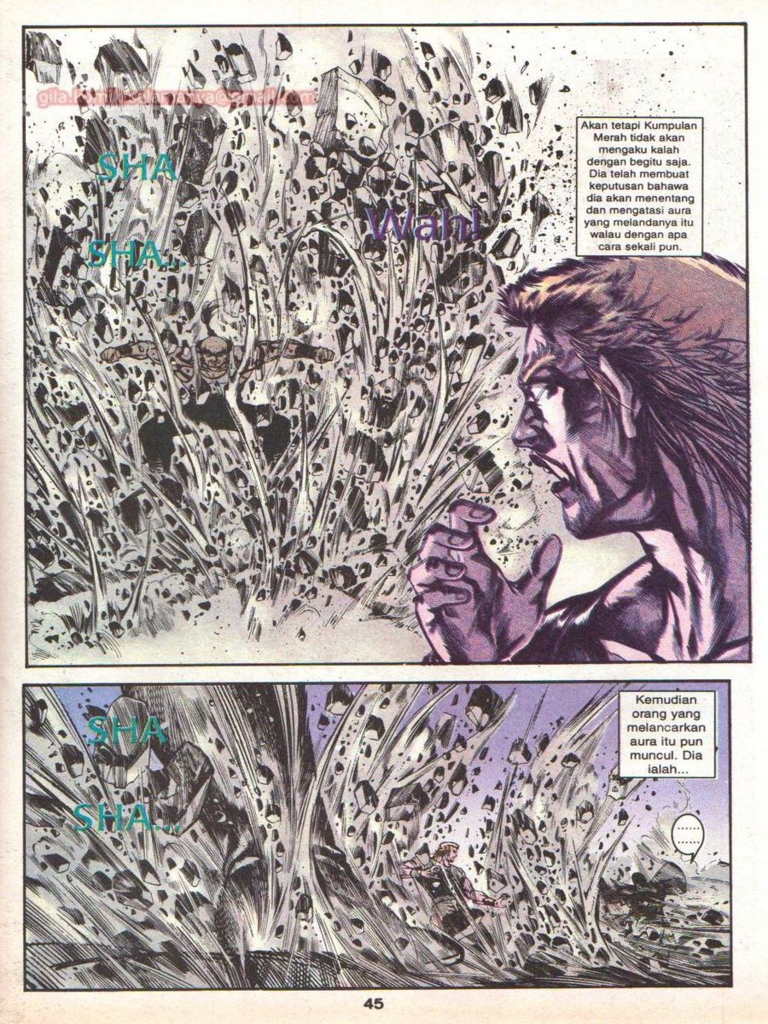 SHA
SHA...
Wah!
Akan tetapi Kumpulan
Merah tidak akan
mengaku kalah
dengan begitu saja.
Dia telah membuat
keputusan bahawa
dia akan menentang
dan mengatasi aura
yang melandanya itu
walau dengan apa
cara sekali pun.
SHA
SHA...
Kemudian
orang yang
melancarkan
aura itu pun
muncul. Dia
ialah...
......
......
45